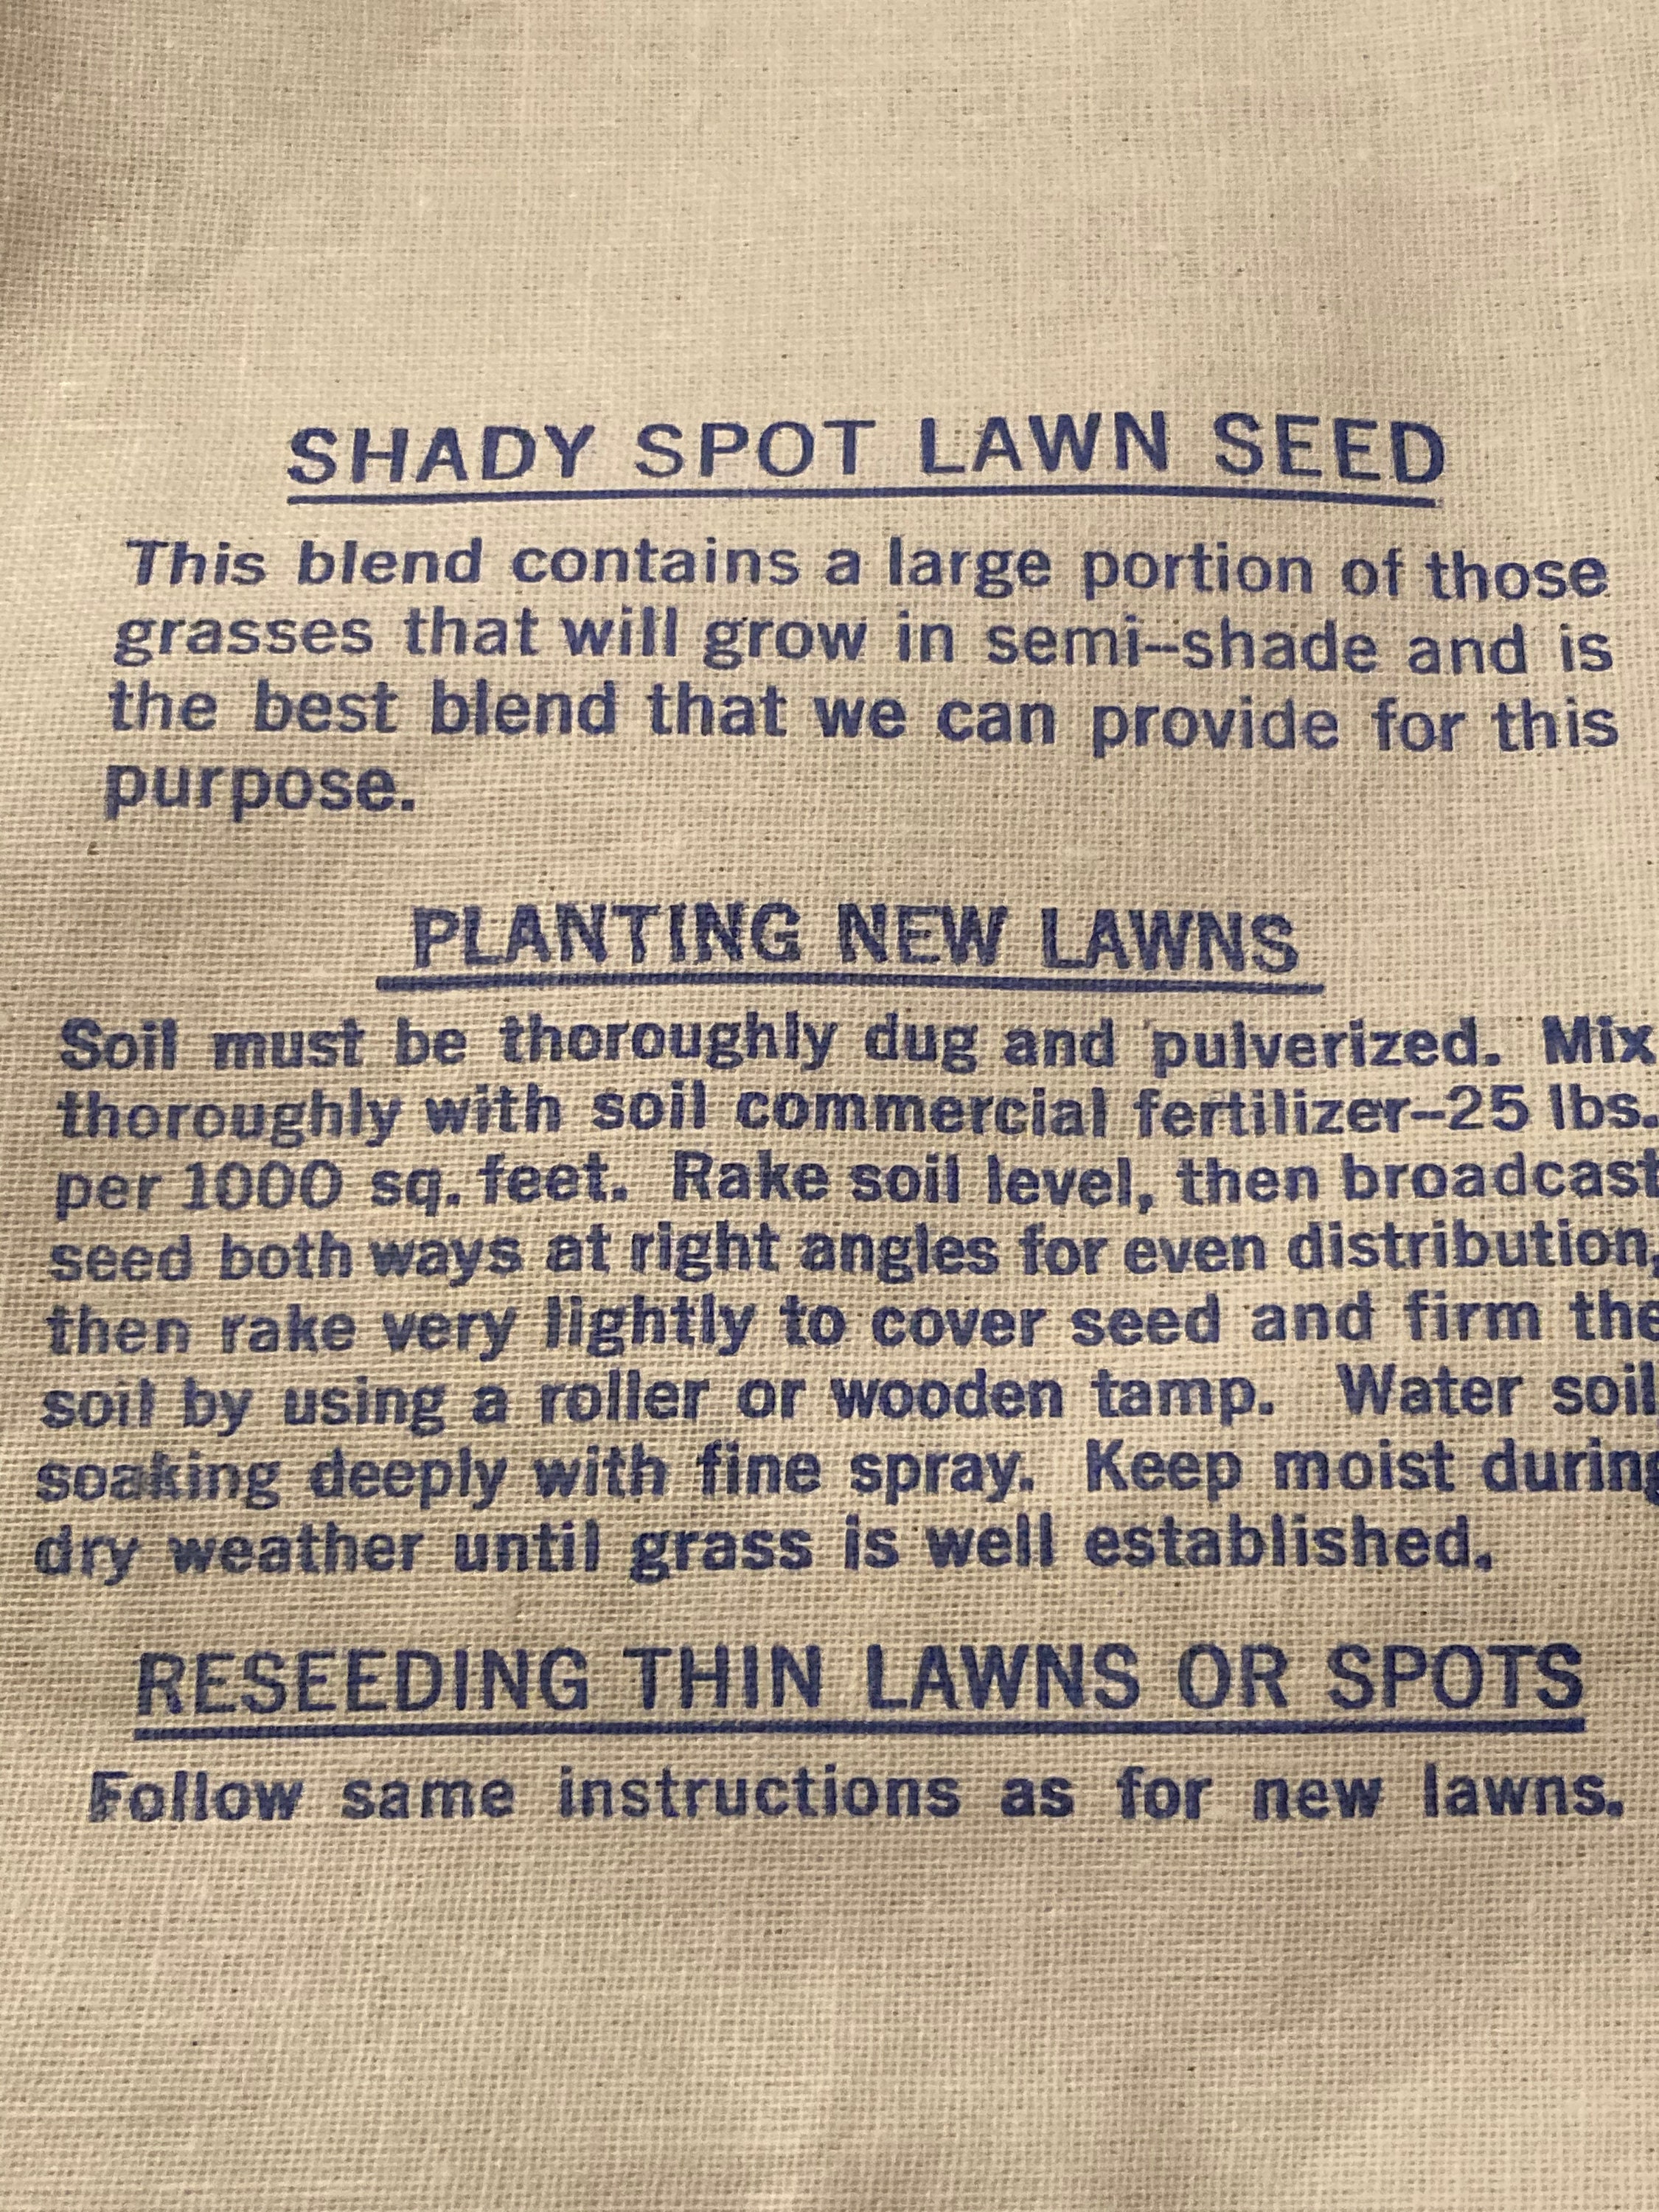 SHADY SPOT LAWN SEED
This blend contains a large portion of those
grasses that will grow in semi--shade and is
the best blend that we can provide for this
purpose.
PLANTING NEW LAWNS
Soil must be thoroughly dug and pulverized. Mix
thoroughly with soil commercial fertilizer--25 lbs.
per 1000 sq. feet. Rake soil level, then broadcast
seed both ways at right angles for even distribution,
then rake very lightly to cover seed and firm the
soil by using a roller or wooden tamp. Water soil
soaking deeply with fine spray. Keep moist during
dry weather until grass is well established.
RESEEDING THIN LAWNS OR SPOTS
Follow same instructions as for new lawns.